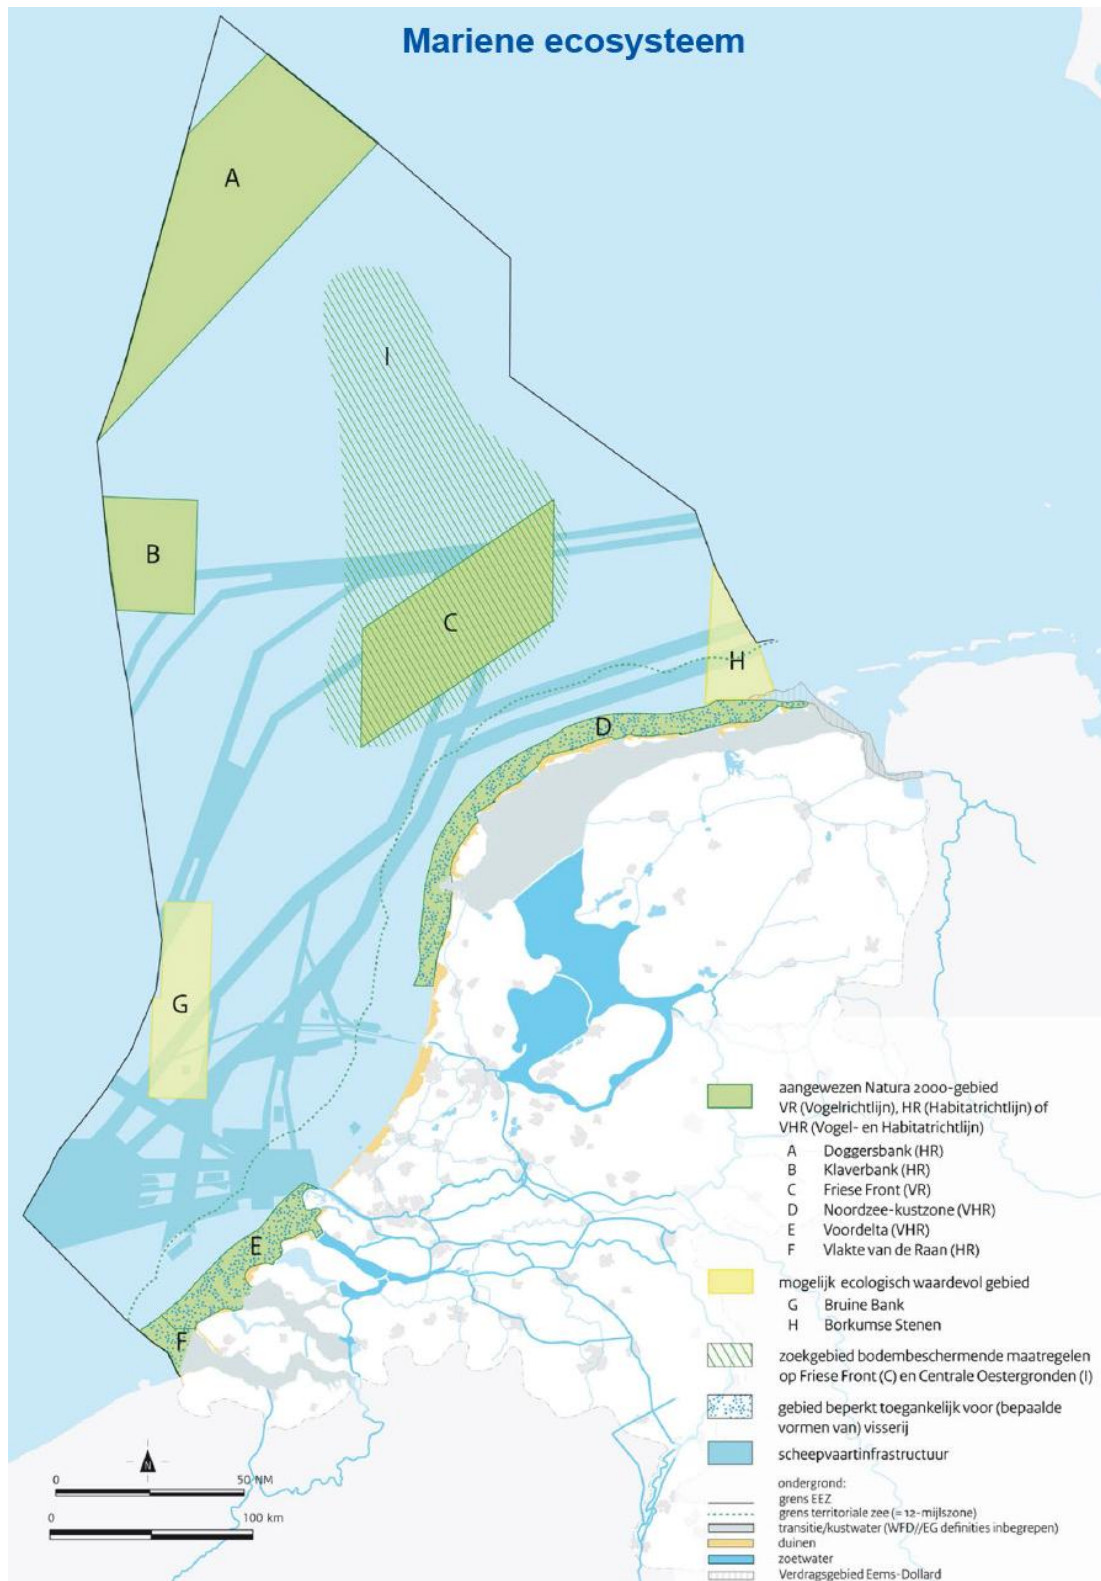 Mariene ecosysteem
A
I
B
C
H
D
G
E
F
aangewezen Natura 2000-gebied
VR (Vogelrichtlijn), HR (Habitatrichtlijn) of
VHR (Vogel- en Habitatrichtlijn)
A Doggersbank (HR)
B Klaverbank (HR)
C Friese Front (VR)
D Noordzee-kustzone (VHR)
E Voordelta (VHR)
F Vlakte van de Raan (HR)
mogelijk ecologisch waardevol gebied
G Bruine Bank
H Borkumse Stenen
zoekgebied bodembeschermende maatregelen
op Friese Front (C) en Centrale Oestergronden (I)
gebied beperkt toegankelijk voor (bepaalde
vormen van) visserij
scheepvaartinfrastructuur
ondergrond:
grens EEZ
grens territoriale zee (= 12-mijlszone)
transitie/kustwater (WFD//EG definities inbegrepen)
duinen
zoetwater
Verdragsgebied Eems-Dollard
N
0 50 NM
0 100 km